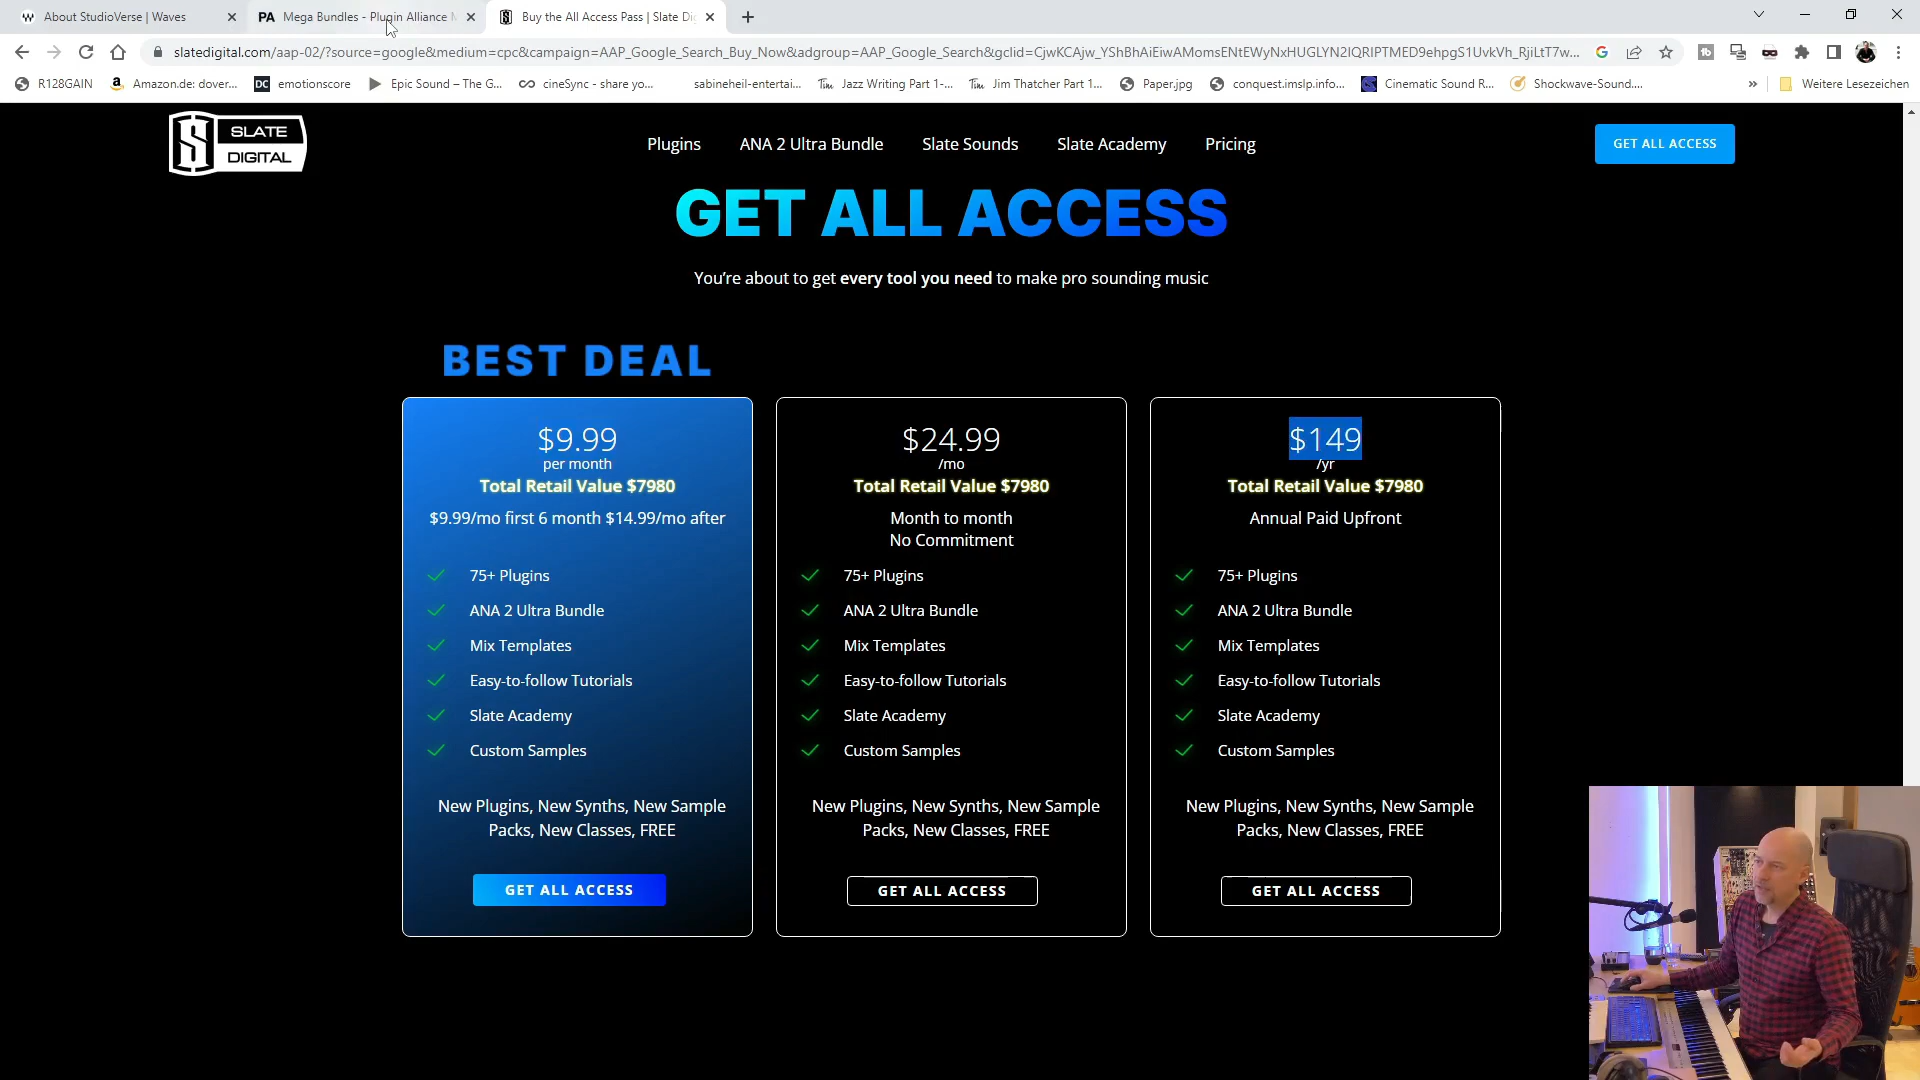 About StudioVerse | Waves
PA Mega Bundles - Plugin Alliance
Buy the All Access Pass | Slate Di
slatedigital.com/aap-02/?source=google&medium=cpc&campaign=AAP_Google_Search_Buy_Now&adgroup=AAP_Google_Search&gclid=CjwKCAjw_YShBhAiEwAMomsENtEWyNxHUGLYN2IQRIPTMED9ehpgS1UvkVh_RjiLtT7w...
R128GAIN
Amazon.de: dover...
DC emotionscore
Epic Sound – The G...
cineSync - share yo...
sabineheil-entertai...
Jazz Writing Part 1-...
Jim Thatcher Part 1...
Paper.jpg
conquest.imslp.info...
Cinematic Sound R...
Shockwave-Sound....
»
Weitere Lesezeichen
SLATE
DIGITAL
Plugins
ANA 2 Ultra Bundle
Slate Sounds
Slate Academy
Pricing
GET ALL ACCESS
GET ALL ACCESS
You’re about to get every tool you need to make pro sounding music
BEST DEAL
$9.99
per month
Total Retail Value $7980
$9.99/mo first 6 month $14.99/mo after
75+ Plugins
ANA 2 Ultra Bundle
Mix Templates
Easy-to-follow Tutorials
Slate Academy
Custom Samples
New Plugins, New Synths, New Sample
Packs, New Classes, FREE
GET ALL ACCESS
$24.99
/mo
Total Retail Value $7980
Month to month
No Commitment
75+ Plugins
ANA 2 Ultra Bundle
Mix Templates
Easy-to-follow Tutorials
Slate Academy
Custom Samples
New Plugins, New Synths, New Sample
Packs, New Classes, FREE
GET ALL ACCESS
$149
/yr
Total Retail Value $7980
Annual Paid Upfront
75+ Plugins
ANA 2 Ultra Bundle
Mix Templates
Easy-to-follow Tutorials
Slate Academy
Custom Samples
New Plugins, New Synths, New Sample
Packs, New Classes, FREE
GET ALL ACCESS